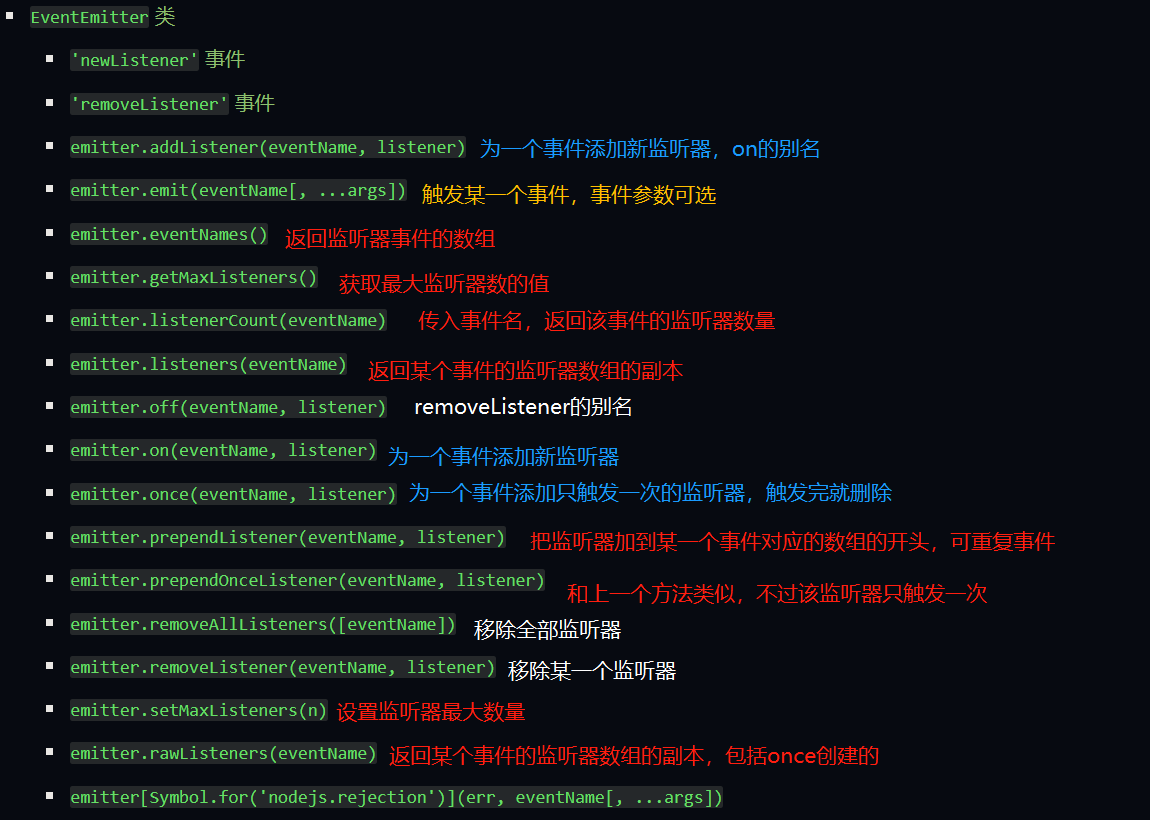 EventEmitter 类
'newListener' 事件
'removeListener' 事件
emitter.addListener(eventName, listener) 为一个事件添加新监听器，on的别名
emitter.emit(eventName[, ...args]) 触发某一个事件，事件参数可选
emitter.eventNames() 返回监听器事件的数组
emitter.getMaxListeners() 获取最大监听器数的值
emitter.listenerCount(eventName) 传入事件名，返回该事件的监听器数量
emitter.listeners(eventName) 返回某个事件的监听器数组的副本
emitter.off(eventName, listener) removeListener的别名
emitter.on(eventName, listener) 为一个事件添加新监听器
emitter.once(eventName, listener) 为一个事件添加只触发一次的监听器，触发完就删除
emitter.prependListener(eventName, listener) 把监听器加到某一个事件对应的数组的开头，可重复事件
emitter.prependOnceListener(eventName, listener) 和上一个方法类似，不过该监听器只触发一次
emitter.removeAllListeners([eventName]) 移除全部监听器
emitter.removeListener(eventName, listener) 移除某一个监听器
emitter.setMaxListeners(n) 设置监听器最大数量
emitter.rawListeners(eventName) 返回某个事件的监听器数组的副本，包括once创建的
emitter[Symbol.for('nodejs.rejection')](err, eventName[, ...args])